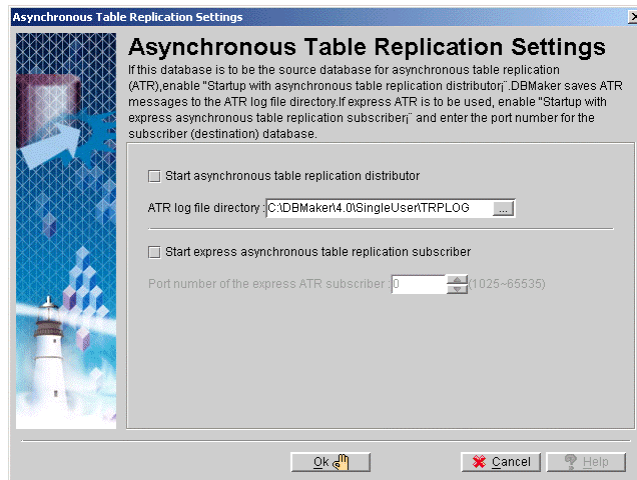 Asynchronous Table Replication Settings
Asynchronous Table Replication Settings
If this database is to be the source database for asynchronous table replication
(ATR),enable "Startup with asynchronous table replication distributor¡¨.DBMaker saves ATR
messages to the ATR log file directory.If express ATR is to be used, enable "Startup with
express asynchronous table replication subscriber¡¨ and enter the port number for the
subscriber (destination) database.
Start asynchronous table replication distributor
ATR log file directory :C:\DBMaker\4.0\SingleUser\TRPLOG ...
Start express asynchronous table replication subscriber
Port number of the express ATR subscriber :0 (1025~65535)
Ok Cancel Help